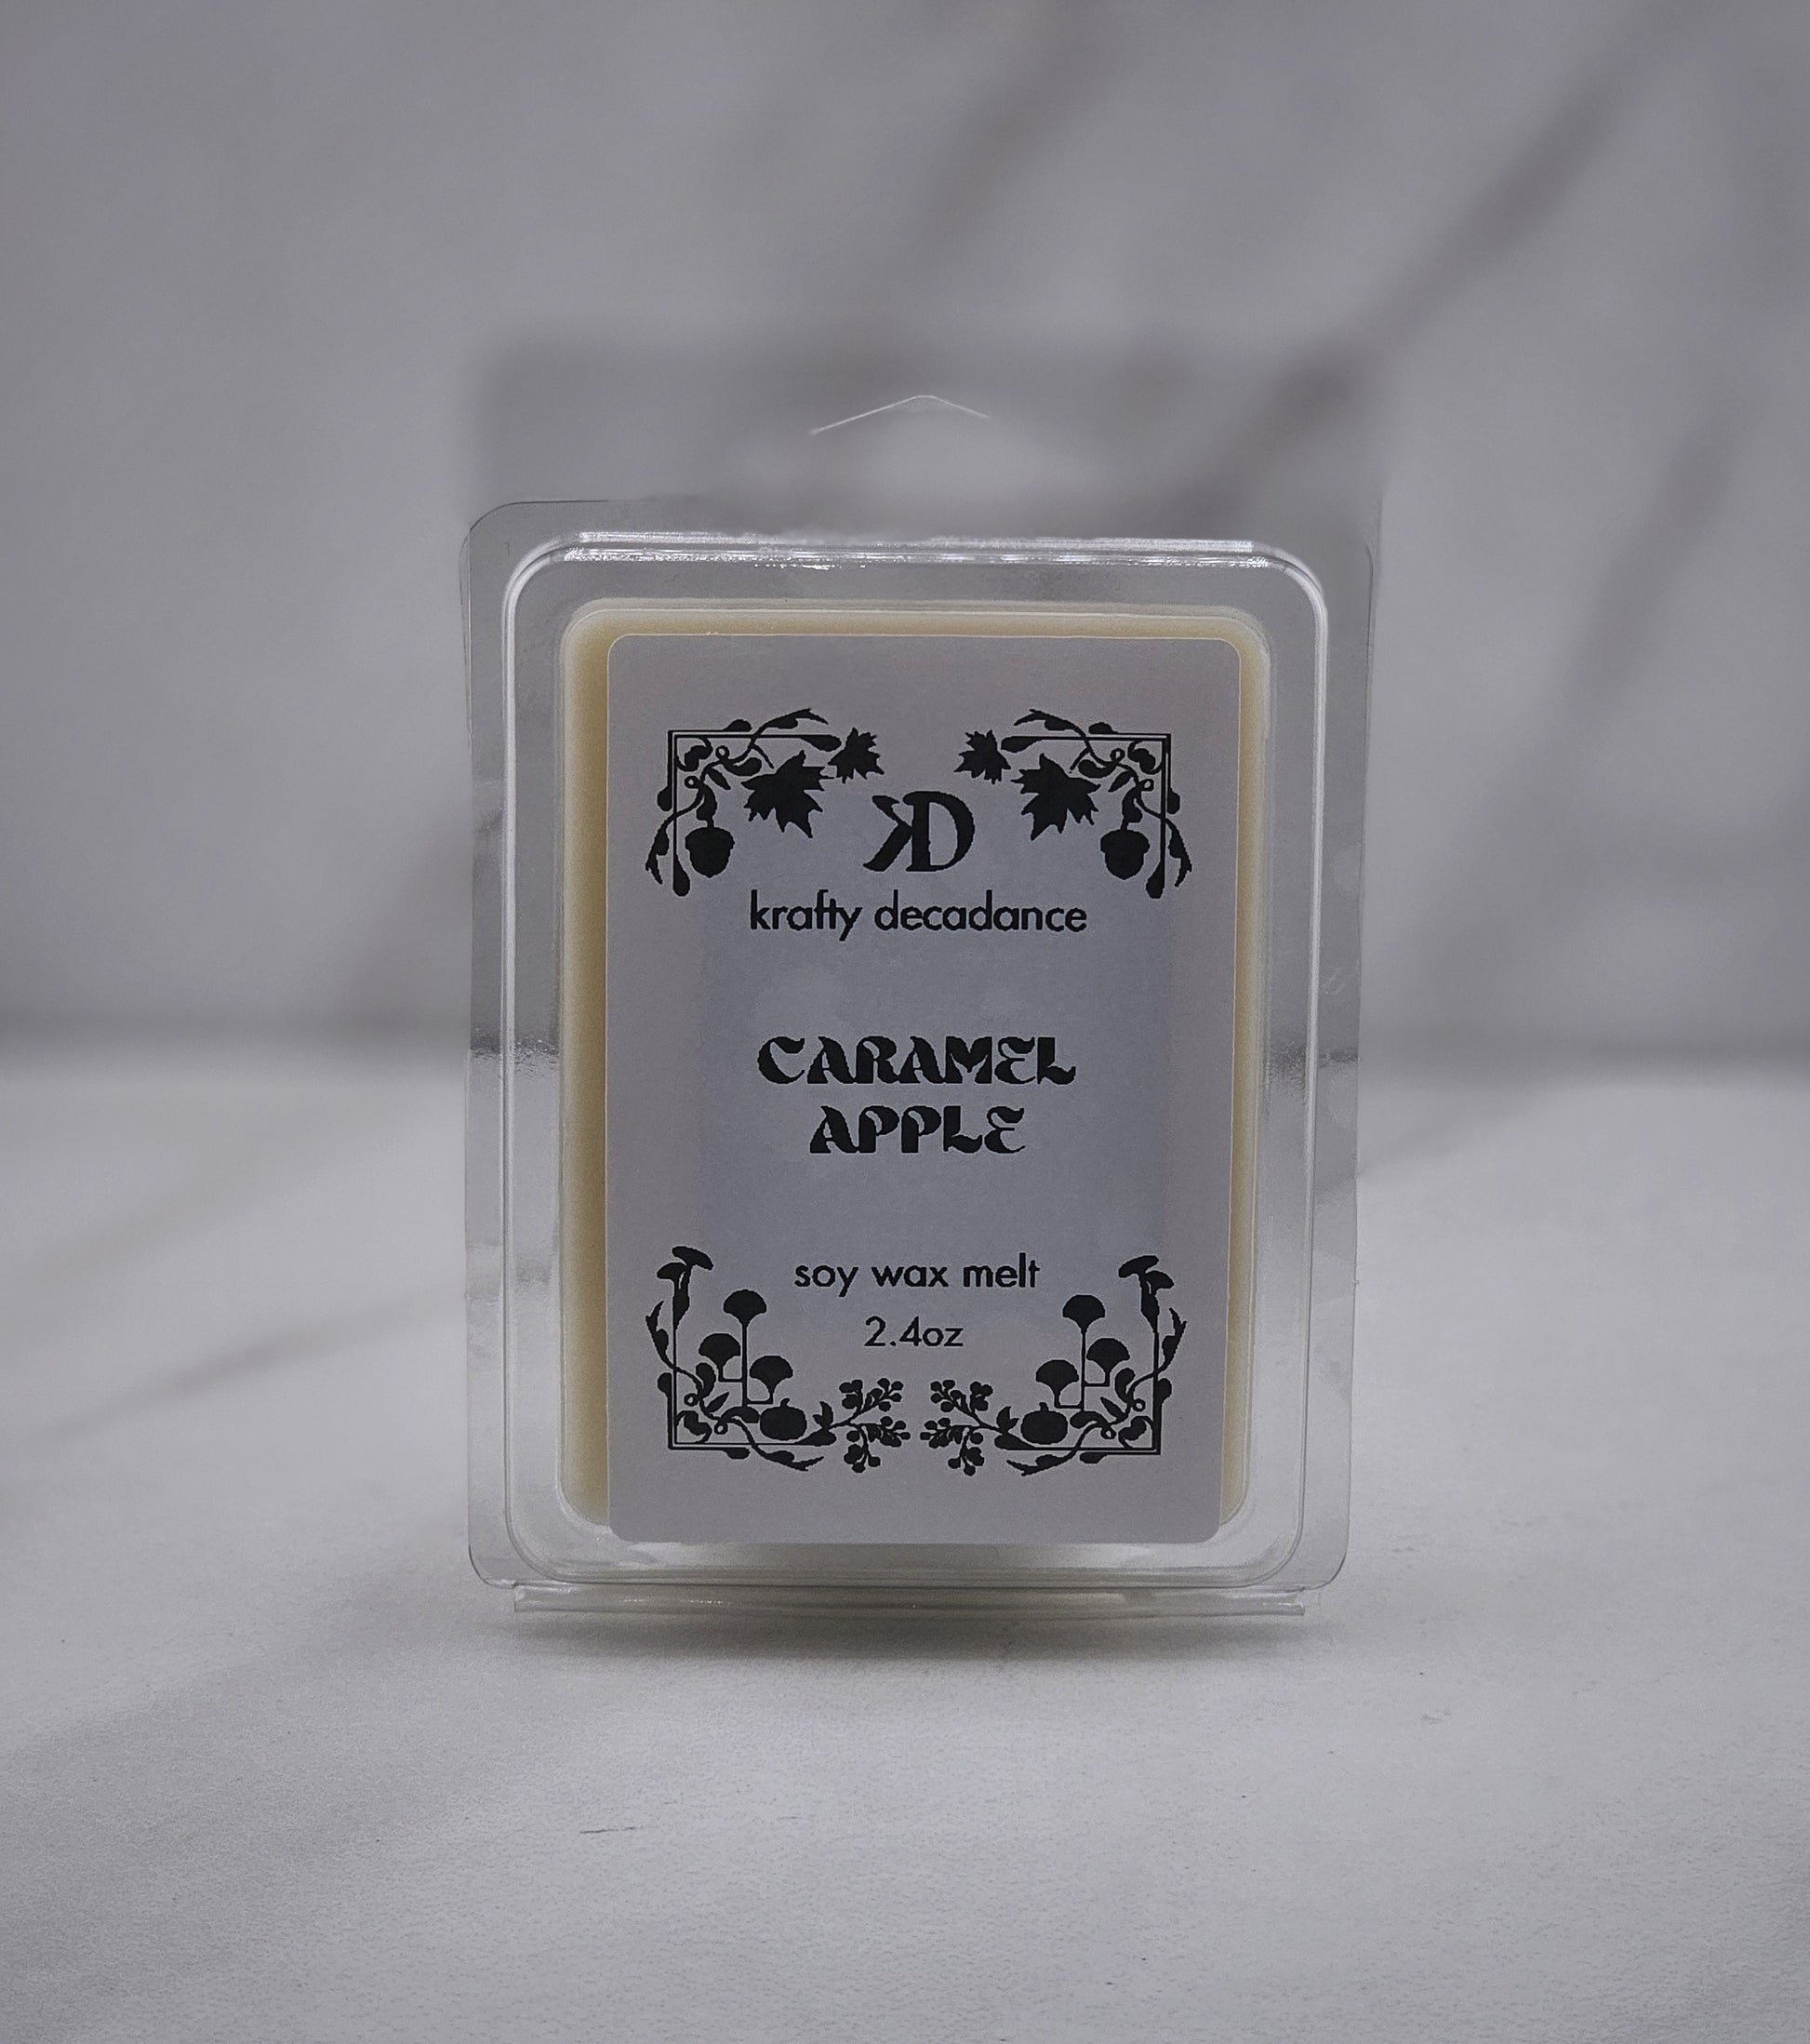 KD
krafty decadance
CARAMEL
APPLE
soy wax melt
2.4oz